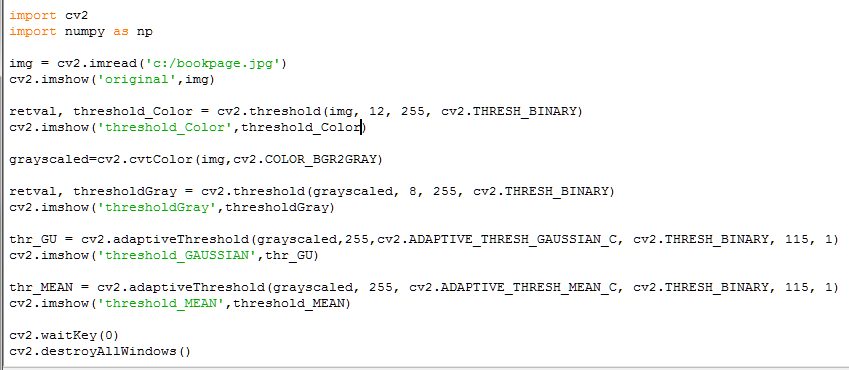 import cv2
import numpy as np
img = cv2.imread('c:/bookpage.jpg')
cv2.imshow('original',img)
retval, threshold_Color = cv2.threshold(img, 12, 255, cv2.THRESH_BINARY)
cv2.imshow('threshold_Color',threshold_Color)
grayscaled=cv2.cvtColor(img,cv2.COLOR_BGR2GRAY)
retval, thresholdGray = cv2.threshold(grayscaled, 8, 255, cv2.THRESH_BINARY)
cv2.imshow('thresholdGray',thresholdGray)
thr_GU = cv2.adaptiveThreshold(grayscaled,255,cv2.ADAPTIVE_THRESH_GAUSSIAN_C, cv2.THRESH_BINARY, 115, 1)
cv2.imshow('threshold_GAUSSIAN',thr_GU)
thr_MEAN = cv2.adaptiveThreshold(grayscaled, 255, cv2.ADAPTIVE_THRESH_MEAN_C, cv2.THRESH_BINARY, 115, 1)
cv2.imshow('threshold_MEAN',threshold_MEAN)
cv2.waitKey(0)
cv2.destroyAllWindows()